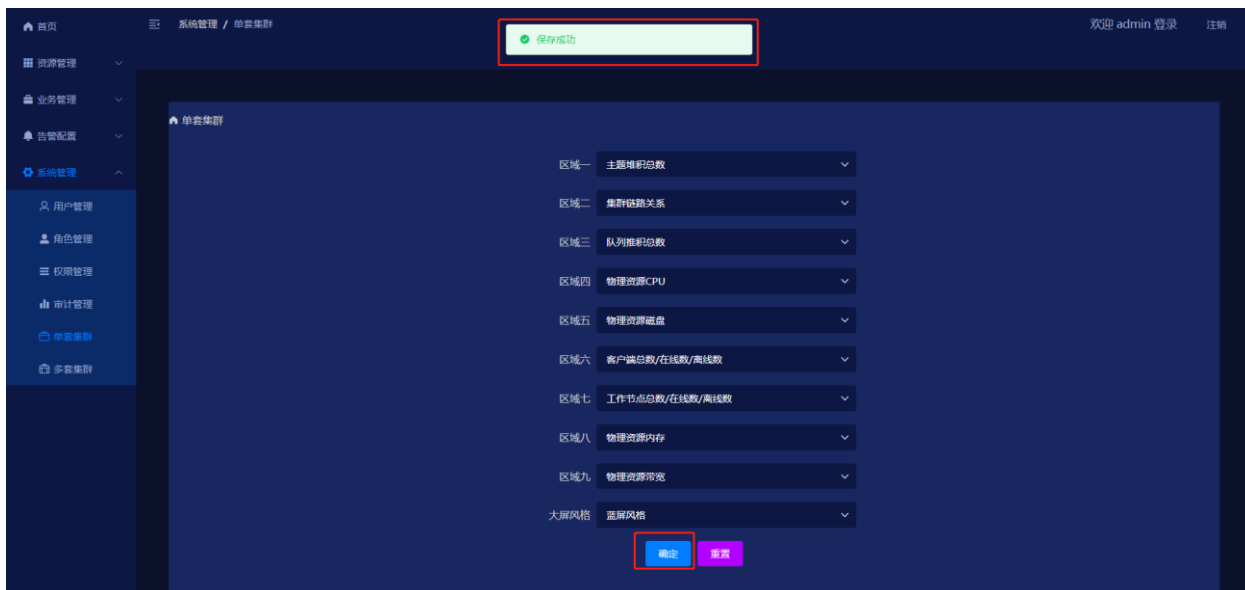 首页
系统管理 / 单套集群
保存成功
欢迎 admin 登录
注销
资源管理
业务管理
告警配置
系统管理
用户管理
角色管理
权限管理
审计管理
单套集群
多套集群
单套集群
区域一 主题堆积总数
区域二 集群链路关系
区域三 队列堆积总数
区域四 物理资源CPU
区域五 物理资源磁盘
区域六 客户端总数/在线数/离线数
区域七 工作节点总数/在线数/离线数
区域八 物理资源内存
区域九 物理资源带宽
大屏风格 蓝屏风格
确定 重置